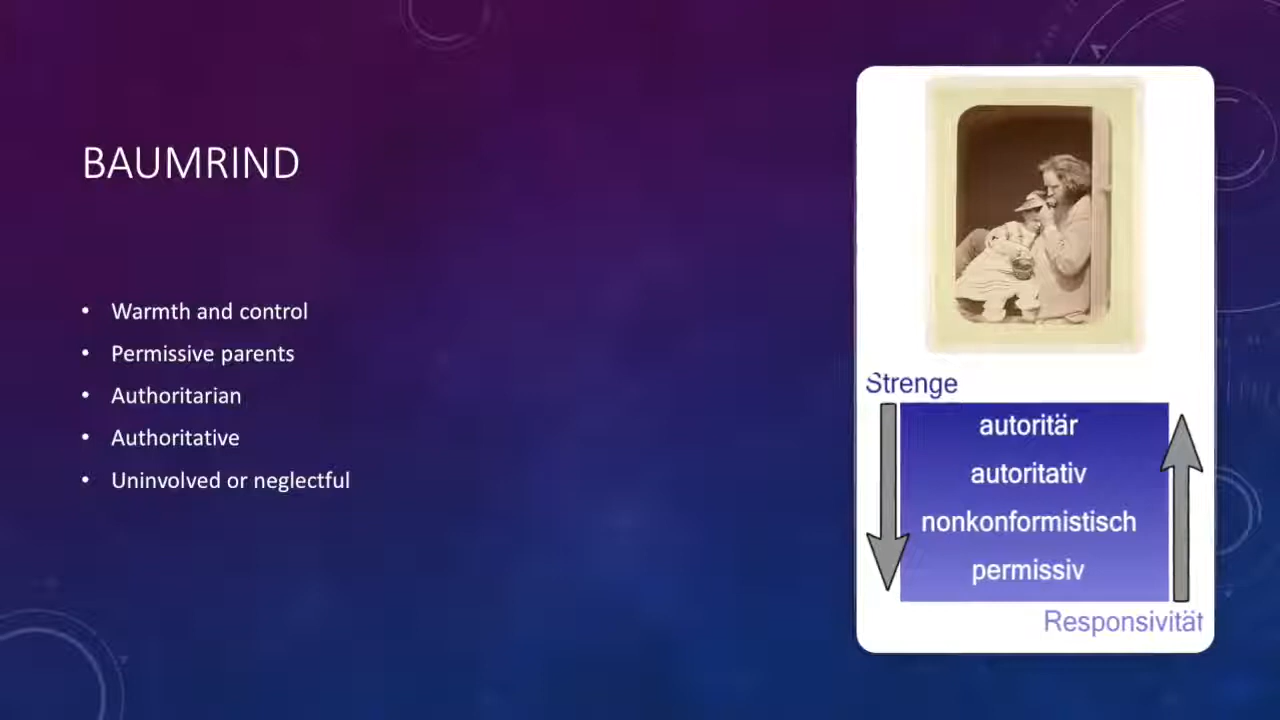 BAUMRIND
• Warmth and control
• Permissive parents
• Authoritarian
• Authoritative
• Uninvolved or neglectful
Strenge
autoritär
autoritativ
nonkonformistisch
permissiv
Responsivität